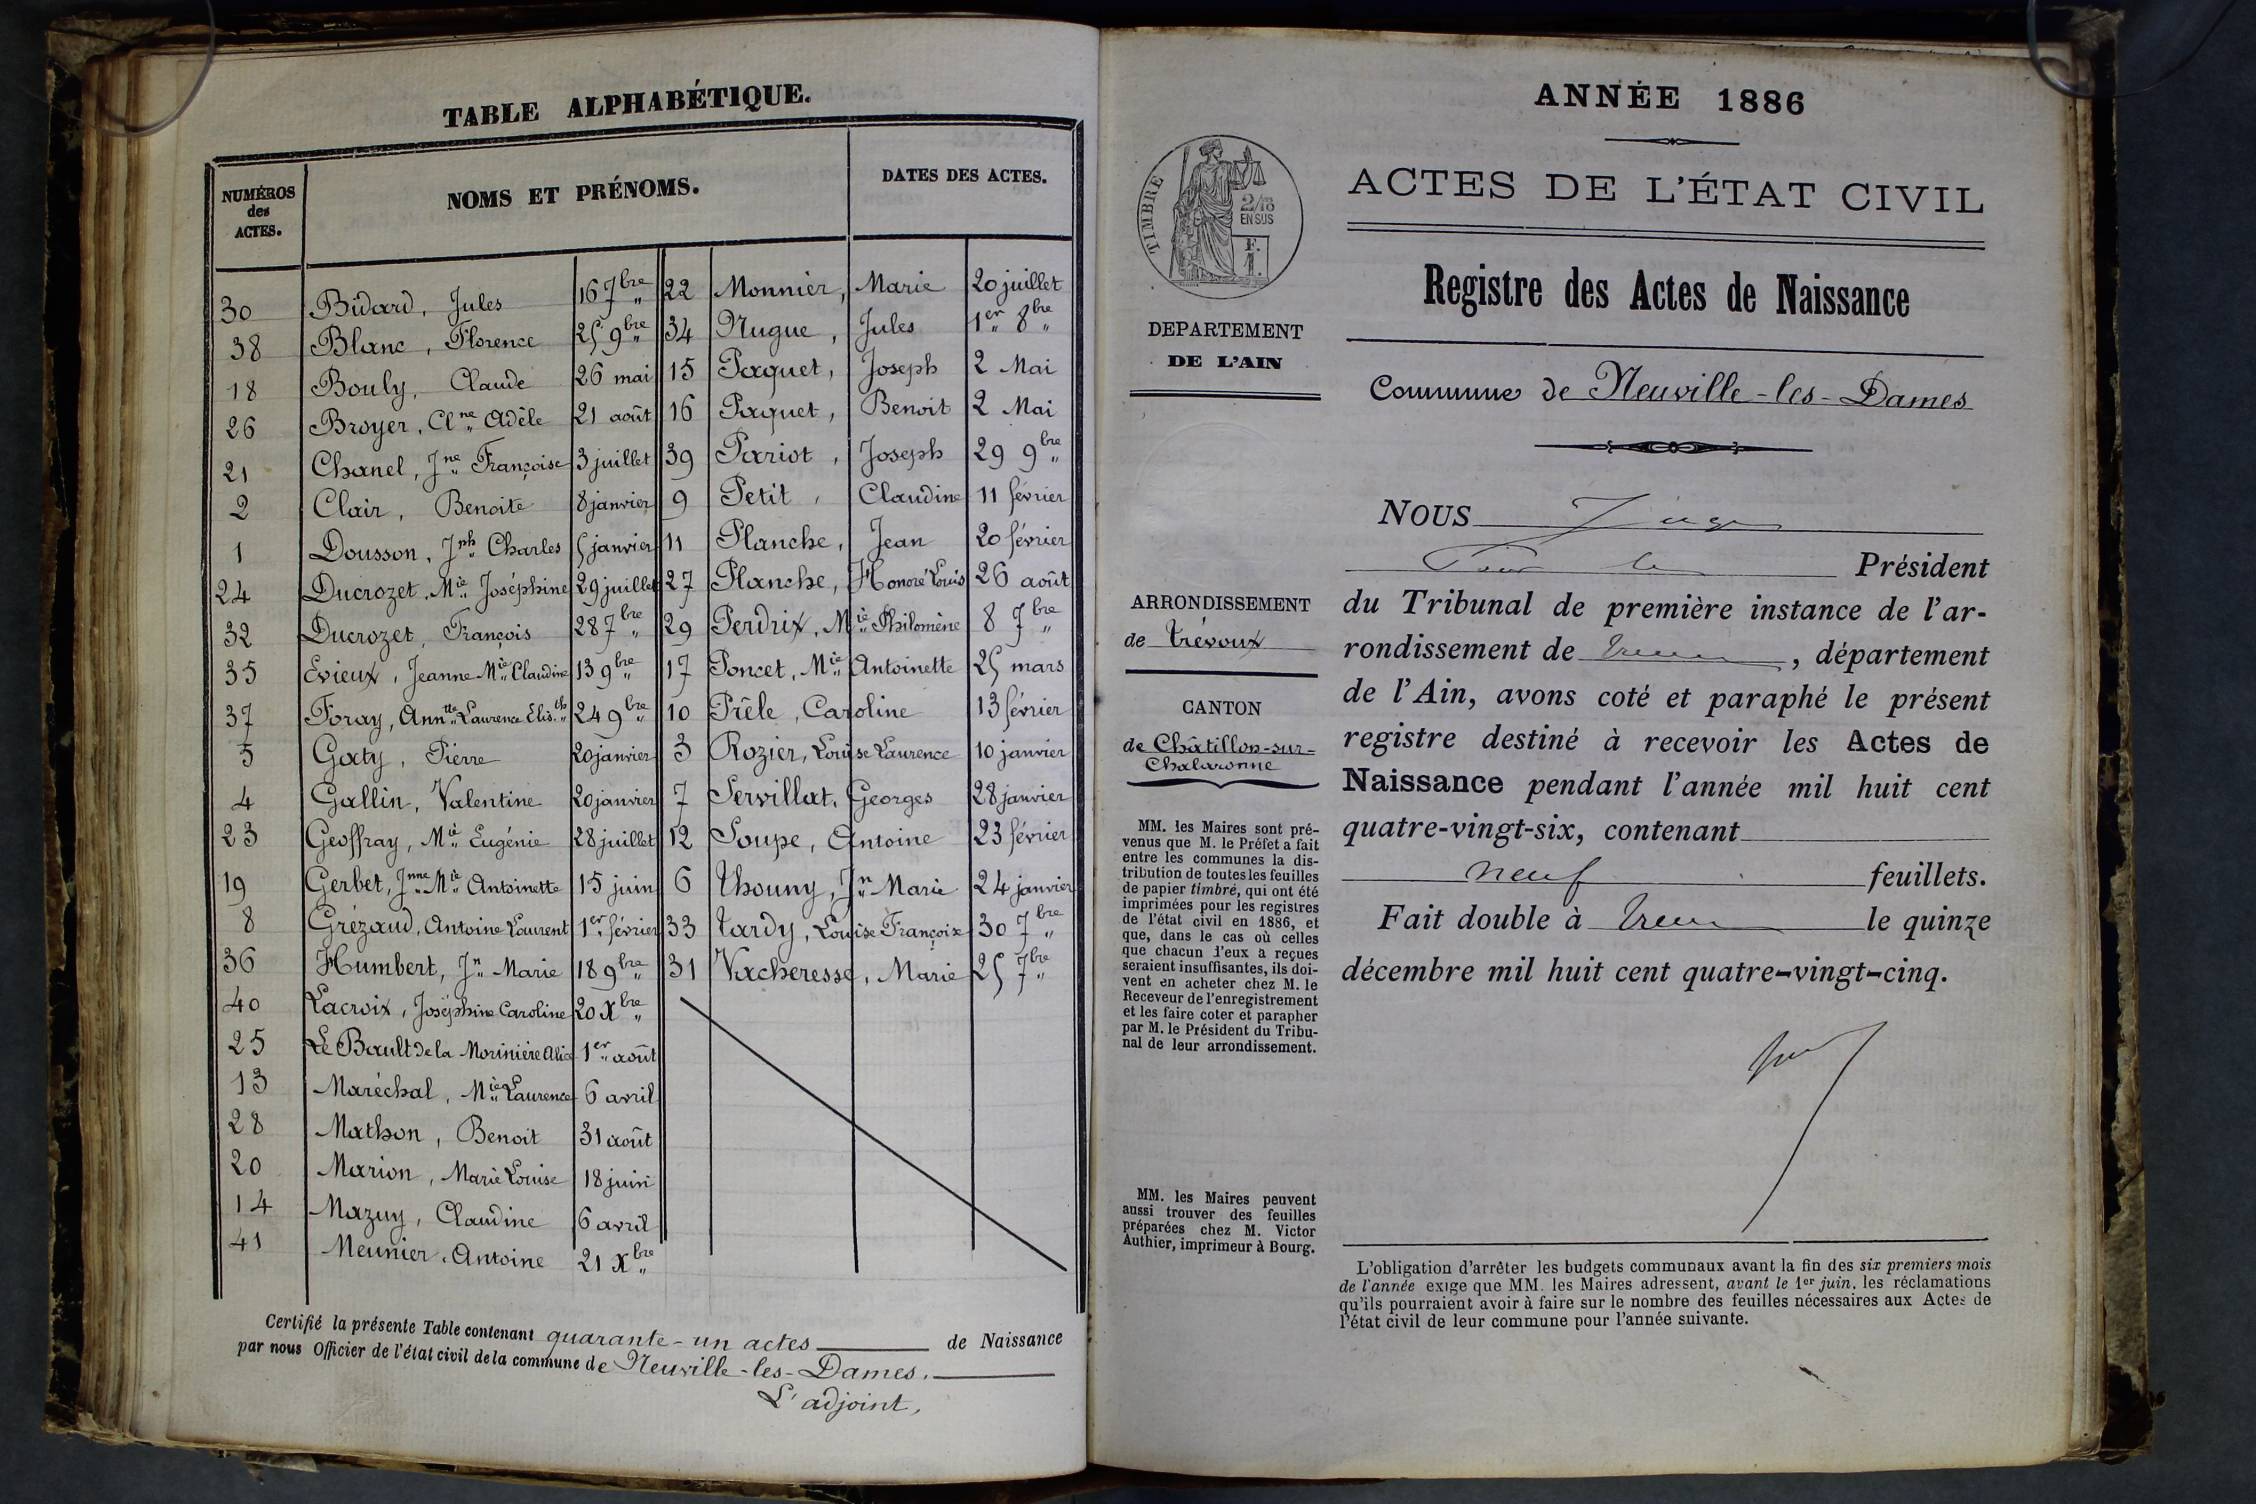 TABLE ALPHABÉTIQUE.
NUMÉROS des ACTES.
NOMS ET PRÉNOMS.
DATES DES ACTES.
30 Bidard, Jules 16 7bre "
38 Blanc, Florence 25 9bre "
18 Bouly, Claude 26 mai
26 Broyer, Clne Adèle 21 août
21 Chanel, Jne Françoise 3 juillet
2 Clair, Benoite 8 janvier
1 Dousson, Jph Charles 5 janvier
24 Ducrozet, Mie Joséphine 29 juillet
32 Ducrozet, François 28 7bre "
35 Evieux, Jeanne Mie Claudine 13 9bre "
37 Foray, Anntte Laurence Elisth 24 9bre "
5 Gaty, Pierre 20 janvier
4 Gallin, Valentine 20 janvier
23 Geoffray, Mie Eugénie 28 juillet
19 Gerbet, Jnne Mie Antoinette 15 juin
8 Grézaud, Antoine Laurent 1er février
36 Humbert, Jn Marie 18 9bre "
40 Lacroix, Joséphine Caroline 20 Xbre "
25 Le Bault de la Morinière Alice 1er août
13 Maréchal, Mie Laurence 6 avril
28 Mathon, Benoit 31 août
20 Marion, Marie Louise 18 juin
14 Mazuy, Claudine 6 avril
41 Meunier, Antoine 21 Xbre "
22 Monnier, Marie 20 juillet
34 Nugue, Jules 1er 8bre "
15 Paquet, Joseph 2 Mai
16 Paquet, Benoit 2 Mai
39 Pariot, Joseph 29 9bre "
9 Petit, Claudine 11 février
11 Planche, Jean 20 février
27 Planche, Honoré Louis 26 août
29 Perdrix, Mie Philomène 8 7bre "
17 Poncet, Mie Antoinette 25 mars
10 Prêle, Caroline 13 février
3 Rozier, Louise Laurence 10 janvier
7 Servillat, Georges 28 janvier
12 Soupe, Antoine 23 février
6 Thouny, Jn Marie 24 janvier
33 Tardy, Louise Françoise 30 7bre "
31 Vacheresse, Marie 25 7bre "
Certifié la présente Table contenant quarante-un actes de Naissance
par nous Officier de l'état civil de la commune de Neuville-les-Dames.
L'adjoint,
ANNÉE 1886
ACTES DE L'ÉTAT CIVIL
Registre des Actes de Naissance
Commune de Neuville-les-Dames
TIMBRE
2/10
EN SUS
F.
1.
DEPARTEMENT
DE L'AIN
ARRONDISSEMENT
de Trévoux
CANTON
de Châtillon-sur-
Chalaronne
MM. les Maires sont pré-
venus que M. le Préfet a fait
entre les communes la dis-
tribution de toutes les feuilles
de papier timbré, qui ont été
imprimées pour les registres
de l'état civil en 1886, et
que, dans le cas où celles
que chacun d'eux a reçues
seraient insuffisantes, ils doi-
vent en acheter chez M. le
Receveur de l'enregistrement
et les faire coter et parapher
par M. le Président du Tribu-
nal de leur arrondissement.
MM. les Maires peuvent
aussi trouver des feuilles
préparées chez M. Victor
Authier, imprimeur à Bourg.
NOUS Juge
Pour le Président
du Tribunal de première instance de l'ar-
rondissement de , département
de l'Ain, avons coté et paraphé le présent
registre destiné à recevoir les Actes de
Naissance pendant l'année mil huit cent
quatre-vingt-six, contenant
neuf feuillets.
Fait double à le quinze
décembre mil huit cent quatre-vingt-cinq.
L'obligation d'arrêter les budgets communaux avant la fin des six premiers mois
de l'année exige que MM. les Maires adressent, avant le 1er juin, les réclamations
qu'ils pourraient avoir à faire sur le nombre des feuilles nécessaires aux Actes de
l'état civil de leur commune pour l'année suivante.